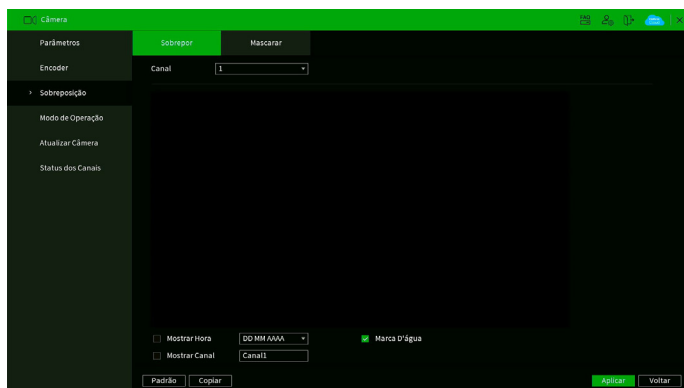 Câmera
FAQ
Parâmetros
Sobrepor
Mascarar
Encoder
Canal
1
Sobreposição
Modo de Operação
Atualizar Câmera
Status dos Canais
Mostrar Hora
DD MM AAAA
Marca D'água
Mostrar Canal
Canal1
Padrão
Copiar
Aplicar
Voltar